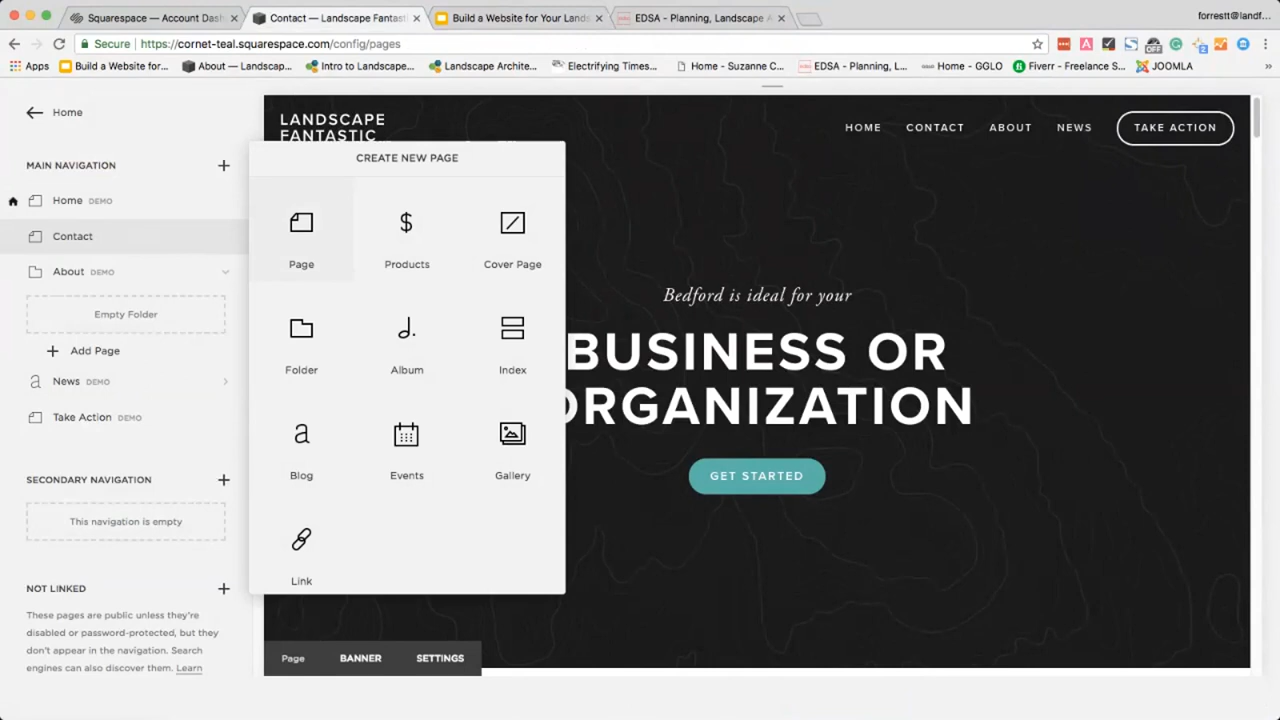 Squarespace — Account Dash
Contact — Landscape Fantast
Build a Website for Your Lands
EDSA - Planning, Landscape A
forrestt@landf...
Secure
https://cornet-teal.squarespace.com/config/pages
Apps
Build a Website for...
About — Landscap...
Intro to Landscape...
Landscape Archite...
Electrifying Times...
Home - Suzanne C...
EDSA - Planning, L...
Home - GGLO
Fiverr - Freelance S...
JOOMLA
»
OFF
Home
MAIN NAVIGATION
Home DEMO
Contact
About DEMO
Empty Folder
Add Page
News DEMO
Take Action DEMO
SECONDARY NAVIGATION
This navigation is empty
NOT LINKED
These pages are public unless they're
disabled or password-protected, but they
don't appear in the navigation. Search
engines can also discover them. Learn
CREATE NEW PAGE
Page
Products
Cover Page
Folder
Album
Index
Blog
Events
Gallery
Link
LANDSCAPE
FANTASTIC
HOME
CONTACT
ABOUT
NEWS
TAKE ACTION
Bedford is ideal for your
BUSINESS OR
ORGANIZATION
GET STARTED
Page
BANNER
SETTINGS